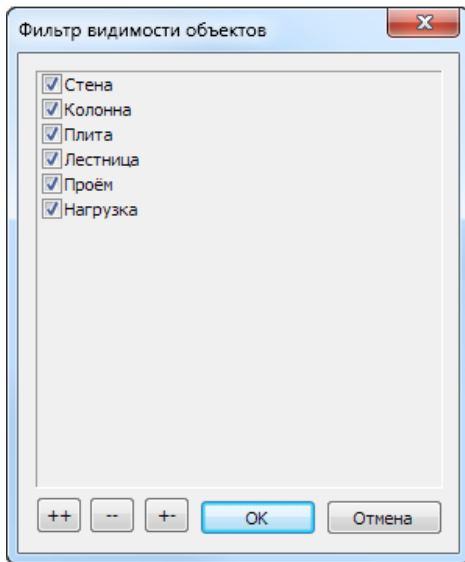 Фильтр видимости объектов
Стена
Колонна
Плита
Лестница
Проём
Нагрузка
++ -- +- OK Отмена